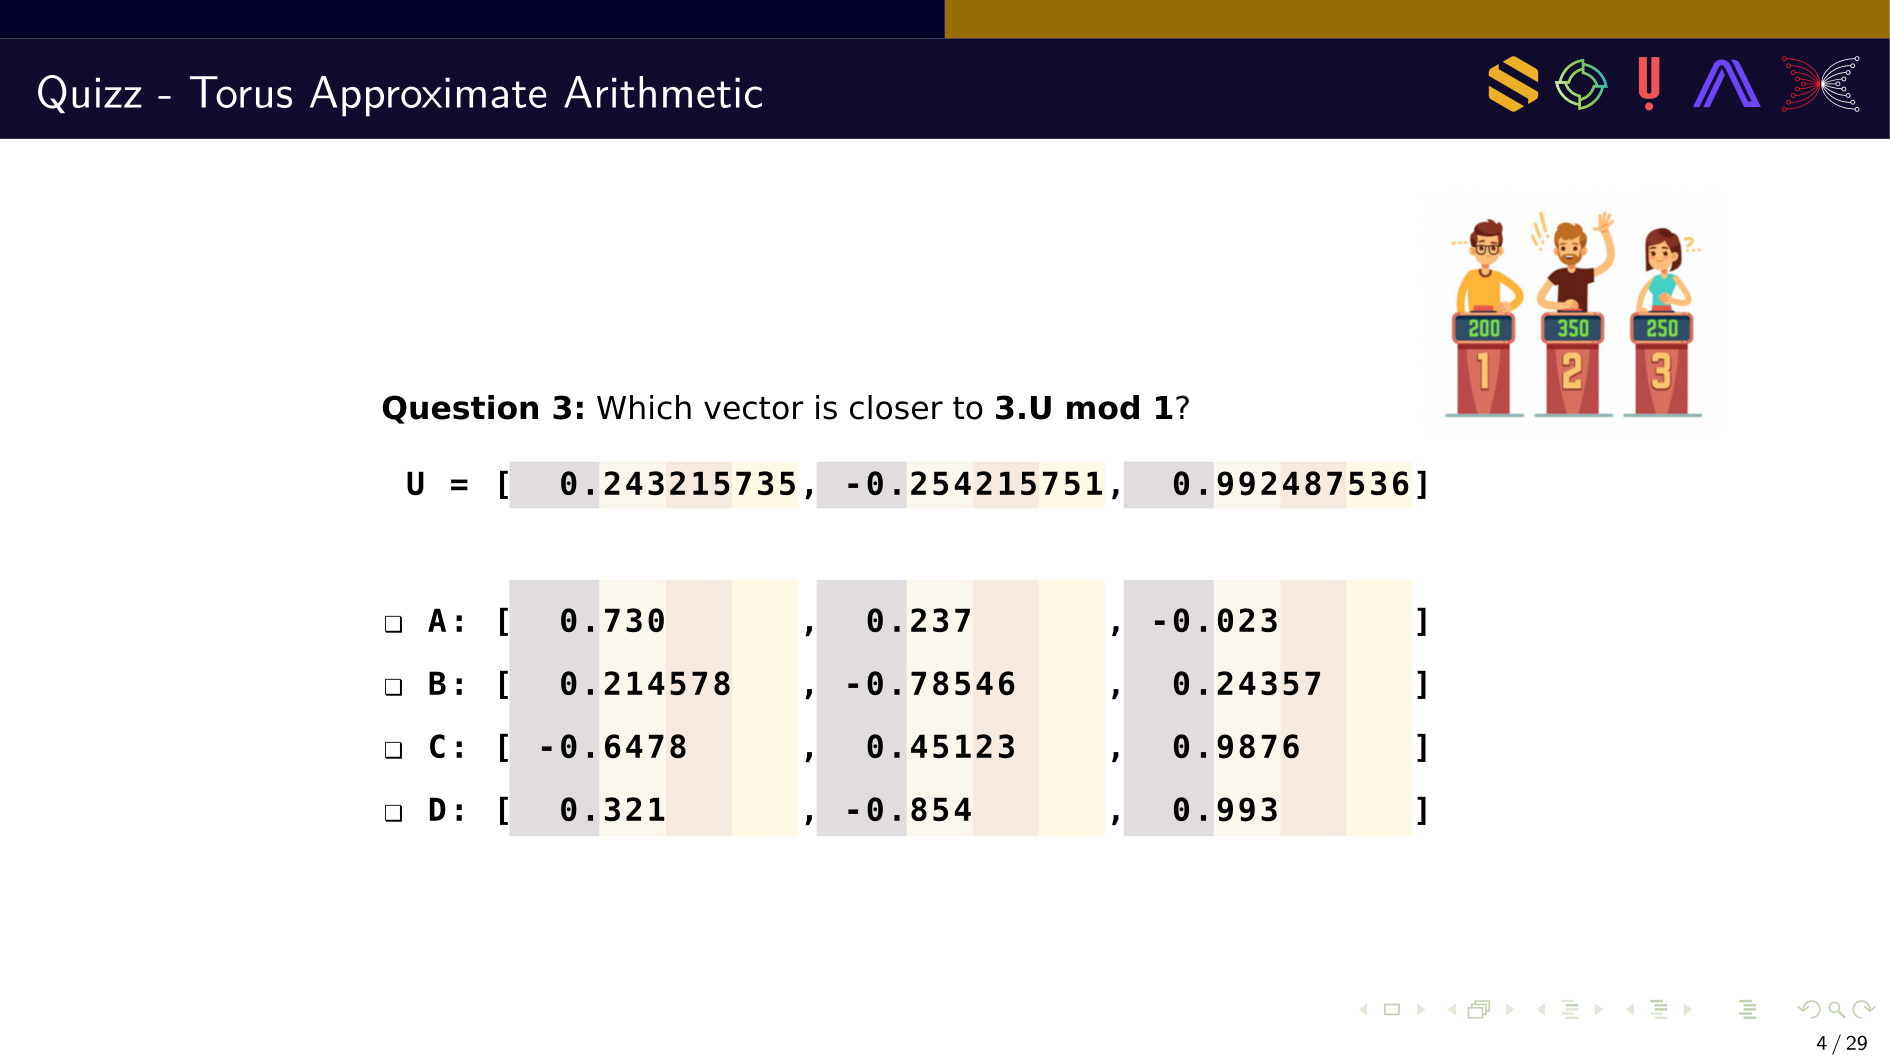 Quizz - Torus Approximate Arithmetic
200 350 250
1 2 3
Question 3: Which vector is closer to 3.U mod 1?
U = [ 0.243215735, -0.254215751, 0.992487536]
❏ A: [ 0.730 , 0.237 , -0.023 ]
❏ B: [ 0.214578 , -0.78546 , 0.24357 ]
❏ C: [ -0.6478 , 0.45123 , 0.9876 ]
❏ D: [ 0.321 , -0.854 , 0.993 ]
4 / 29